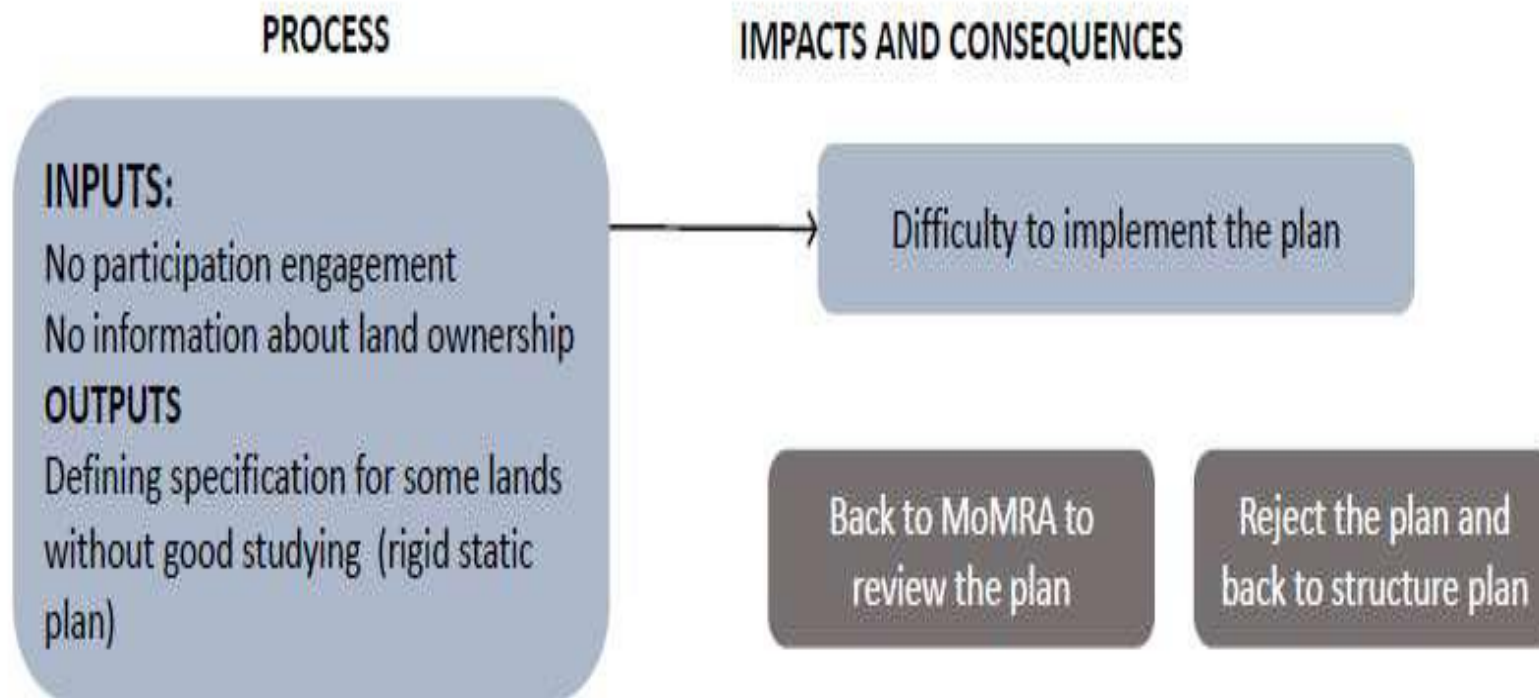 PROCESS
IMPACTS AND CONSEQUENCES
INPUTS:
No participation engagement
No information about land ownership
OUTPUTS
Defining specification for some lands
without good studying (rigid static
plan)
Difficulty to implement the plan
Back to MoMRA to
review the plan
Reject the plan and
back to structure plan